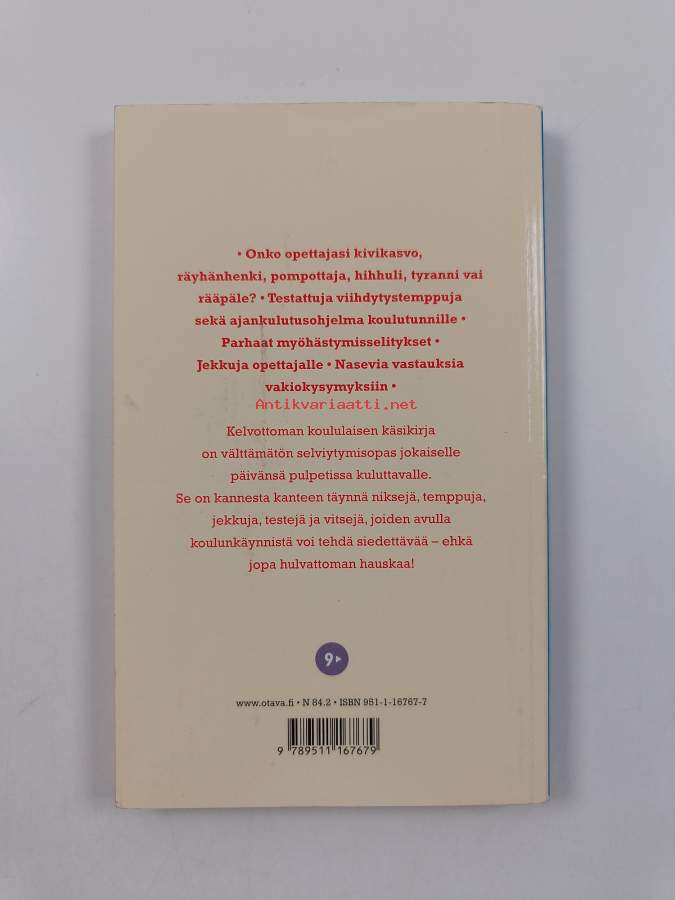 • Onko opettajasi kivikasvo,
räyhänhenki, pompottaja, hihhuli, tyranni vai
rääpäle? • Testattuja viihdytystemppuja
sekä ajankulutusohjelma koulutunnille •
Parhaat myöhästymisselitykset •
Jekkuja opettajalle • Nasevia vastauksia
vakiokysymyksiin •
Antikvariaatti.net
Kelvottoman koululaisen käsikirja
on välttämätön selviytymisopas jokaiselle
päivänsä pulpetissa kuluttavalle.
Se on kannesta kanteen täynnä niksejä, temppuja,
jekkuja, testejä ja vitsejä, joiden avulla
koulunkäynnistä voi tehdä siedettävää – ehkä
jopa hulvattoman hauskaa!
9
www.otava.fi • N 84.2 • ISBN 951-1-16767-7
9 789511 167679